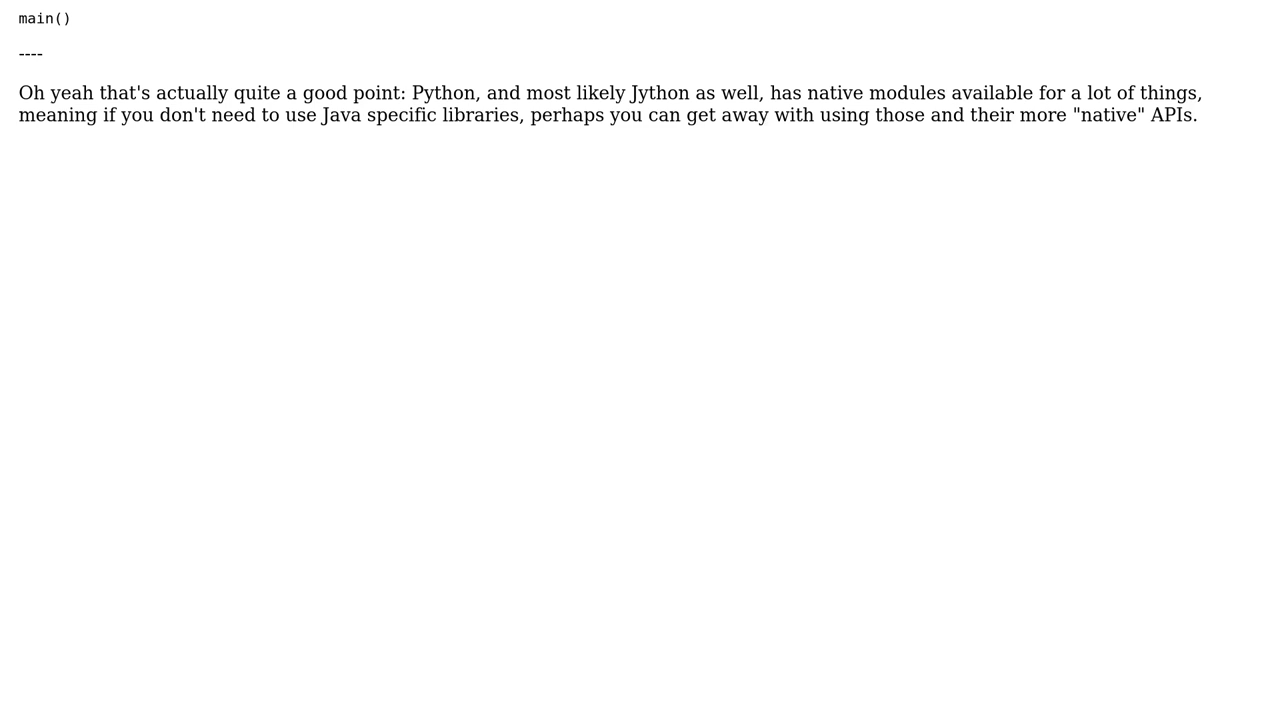 main()
----
Oh yeah that's actually quite a good point: Python, and most likely Jython as well, has native modules available for a lot of things,
meaning if you don't need to use Java specific libraries, perhaps you can get away with using those and their more "native" APIs.